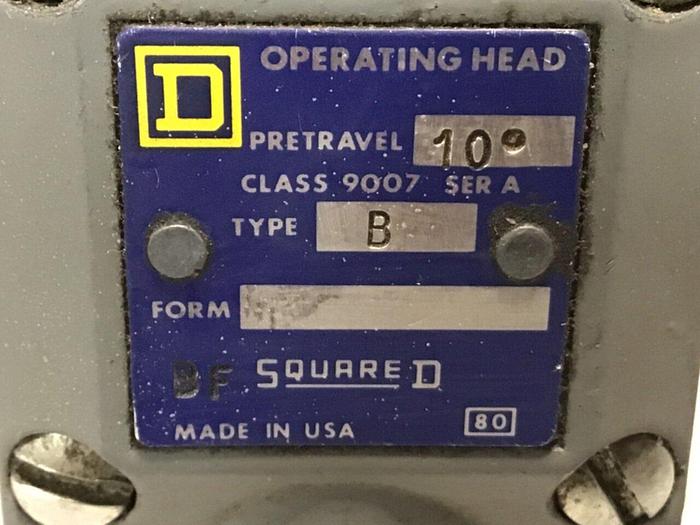 D OPERATING HEAD
PRETRAVEL 10°
CLASS 9007 SER A
TYPE B
FORM
BF SQUARE D
MADE IN USA 80